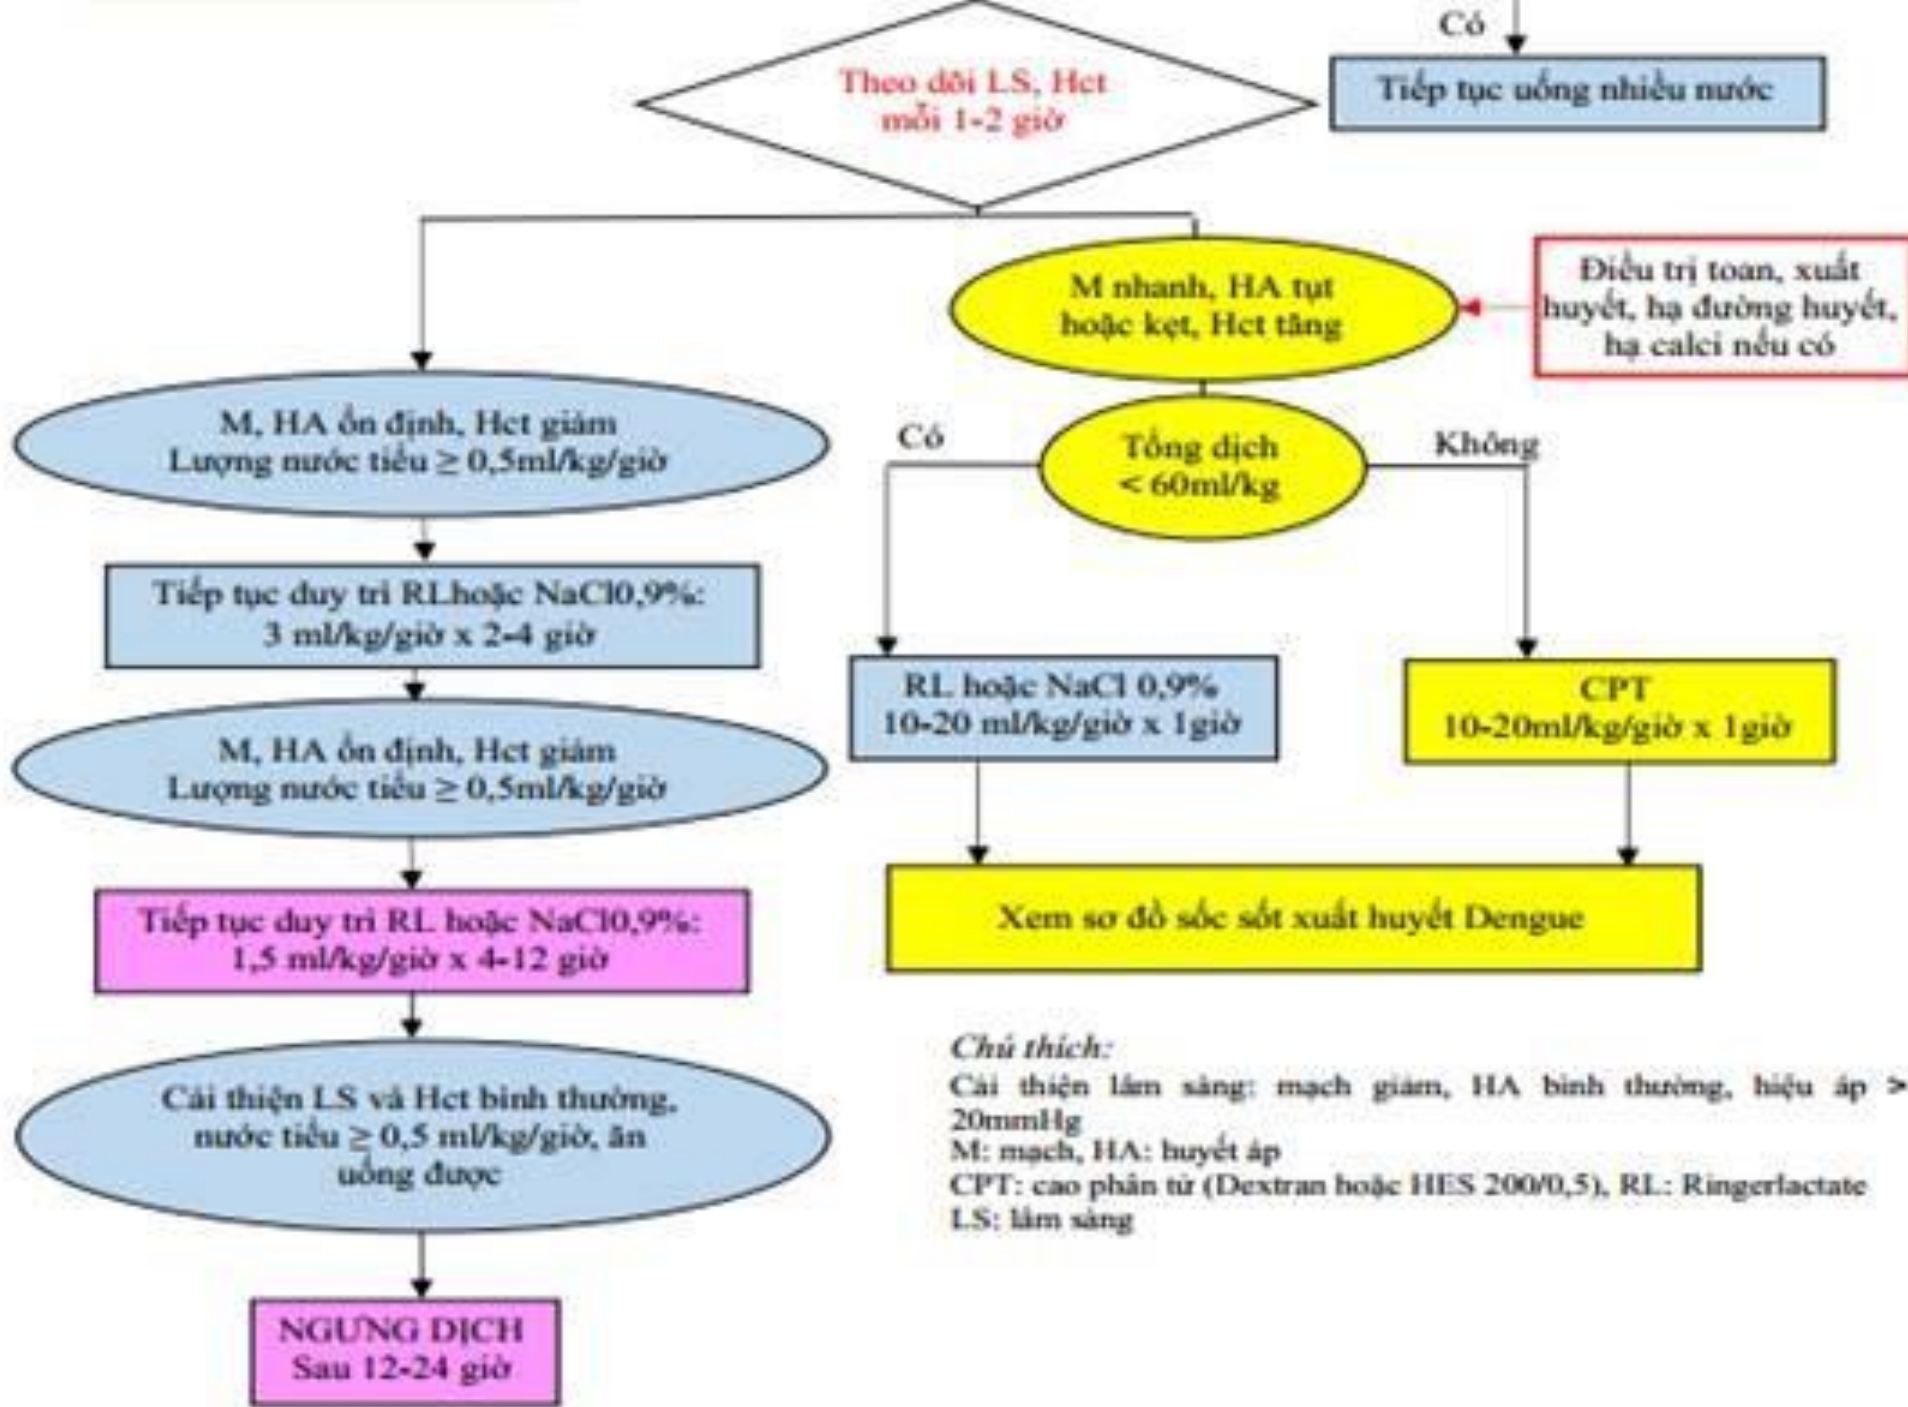 Có
Theo dõi LS, Hct
mỗi 1-2 giờ
Tiếp tục uống nhiều nước
M nhanh, HA tụt
hoặc kẹt, Hct tăng
Điều trị toan, xuất
huyết, hạ đường huyết,
hạ calci nếu có
M, HA ổn định, Hct giảm
Lượng nước tiểu ≥ 0,5ml/kg/giờ
Có
Tổng dịch
< 60ml/kg
Không
Tiếp tục duy trì RLhoặc NaCl0,9%:
3 ml/kg/giờ x 2-4 giờ
RL hoặc NaCl 0,9%
10-20 ml/kg/giờ x 1giờ
CPT
10-20ml/kg/giờ x 1giờ
M, HA ổn định, Hct giảm
Lượng nước tiểu ≥ 0,5ml/kg/giờ
Tiếp tục duy trì RL hoặc NaCl0,9%:
1,5 ml/kg/giờ x 4-12 giờ
Xem sơ đồ sốc sốt xuất huyết Dengue
Cải thiện LS và Hct bình thường,
nước tiểu ≥ 0,5 ml/kg/giờ, ăn
uống được
NGƯNG DỊCH
Sau 12-24 giờ
Chú thích:
Cải thiện lâm sàng: mạch giảm, HA bình thường, hiệu áp >
20mmHg
M: mạch, HA: huyết áp
CPT: cao phân tử (Dextran hoặc HES 200/0,5), RL: Ringerlactate
LS: lâm sàng